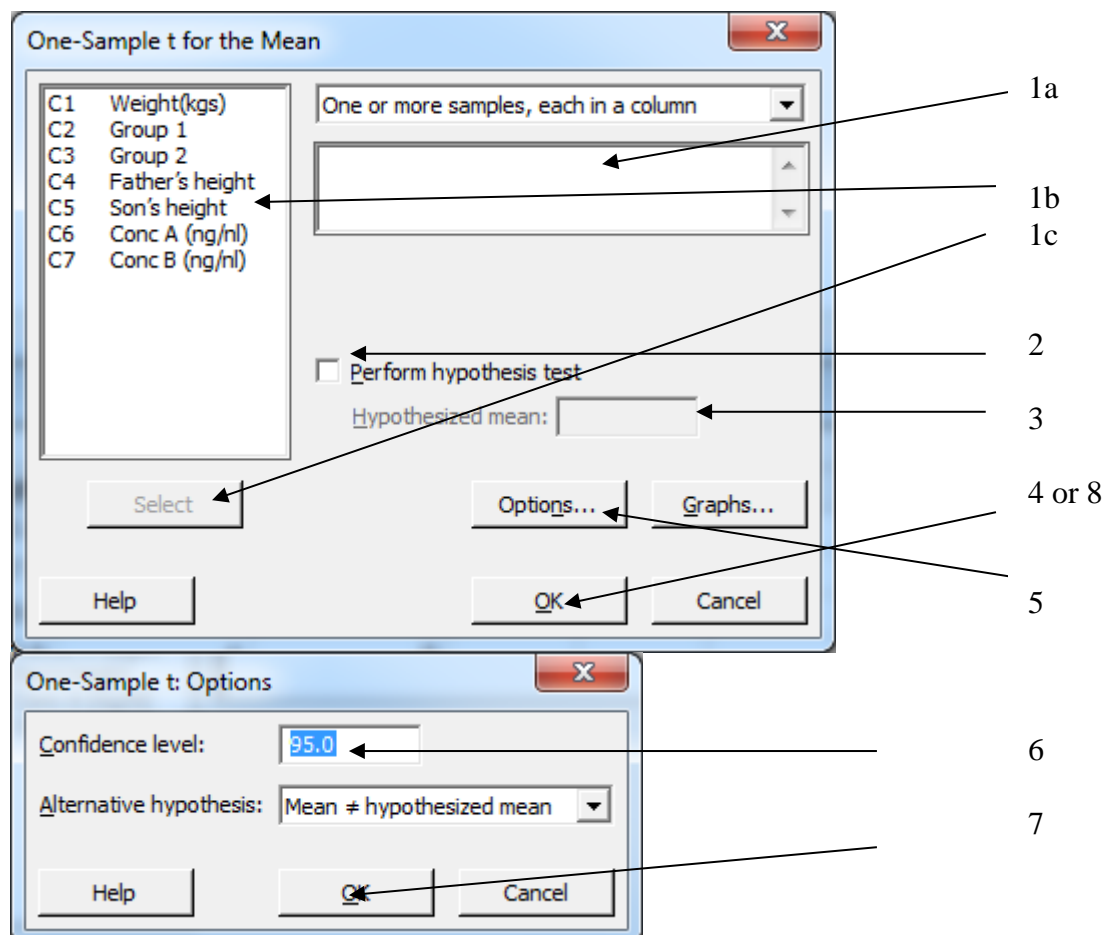 One-Sample t for the Mean
x
C1 Weight(kgs)
C2 Group 1
C3 Group 2
C4 Father's height
C5 Son's height
C6 Conc A (ng/nl)
C7 Conc B (ng/nl)
One or more samples, each in a column
1a
1b
1c
2
Perform hypothesis test
Hypothesized mean:
3
Select
Options...
Graphs...
4 or 8
Help
OK
Cancel
5
One-Sample t: Options
x
Confidence level: 95.0
6
Alternative hypothesis: Mean ≠ hypothesized mean
7
Help
OK
Cancel